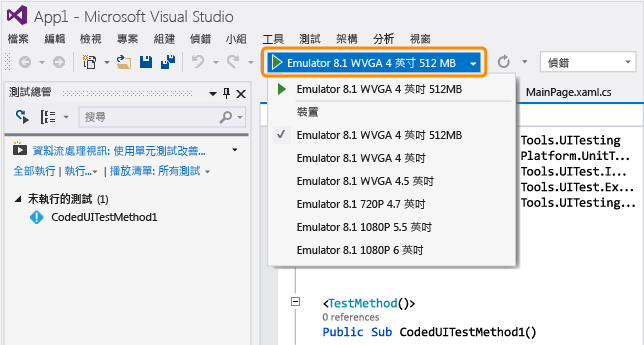 App1 - Microsoft Visual Studio
檔案 編輯 檢視 專案 組建 偵錯 小組 工具 測試 架構 分析 視窗
Emulator 8.1 WVGA 4 英寸 512 MB
偵錯
測試總管
搜尋
資料流處理視訊: 使用單元測試改善...
全部執行 | 執行... | 播放清單: 所有測試
未執行的測試 (1)
CodedUITestMethod1
Emulator 8.1 WVGA 4 英吋 512MB
裝置
Emulator 8.1 WVGA 4 英吋 512MB
Emulator 8.1 WVGA 4 英吋
Emulator 8.1 WVGA 4.5 英吋
Emulator 8.1 720P 4.7 英吋
Emulator 8.1 1080P 5.5 英吋
Emulator 8.1 1080P 6 英吋
MainPage.xaml.cs
Tools.UITesting
Platform.UnitT...
Tools.UITest.I...
Tools.UITest.Ex...
Tools.UITesting...
<TestMethod()>
0 references
Public Sub CodedUITestMethod1()